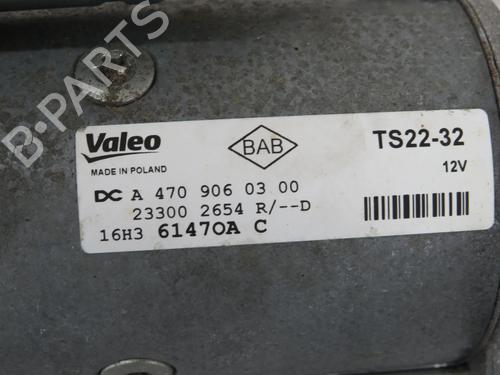 B-PARTS
Valeo
MADE IN POLAND
BAB
TS22-32
12V
DC A 470 906 03 00
23300 2654 R/--D
16H3 61470A C